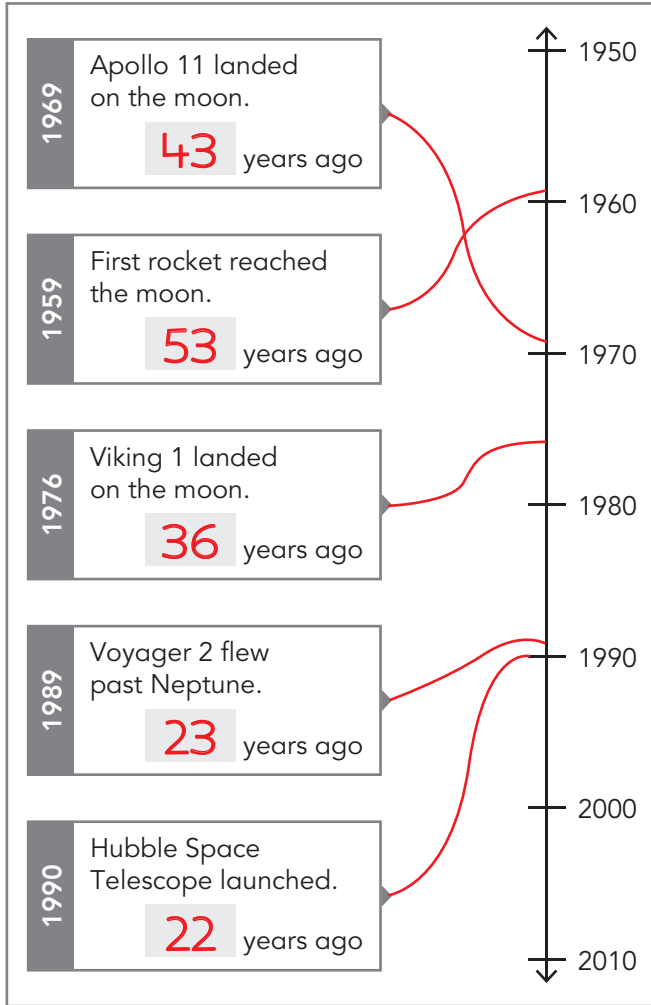 1969
Apollo 11 landed
on the moon.
43 years ago
1959
First rocket reached
the moon.
53 years ago
1976
Viking 1 landed
on the moon.
36 years ago
1989
Voyager 2 flew
past Neptune.
23 years ago
1990
Hubble Space
Telescope launched.
22 years ago
1950
1960
1970
1980
1990
2000
2010